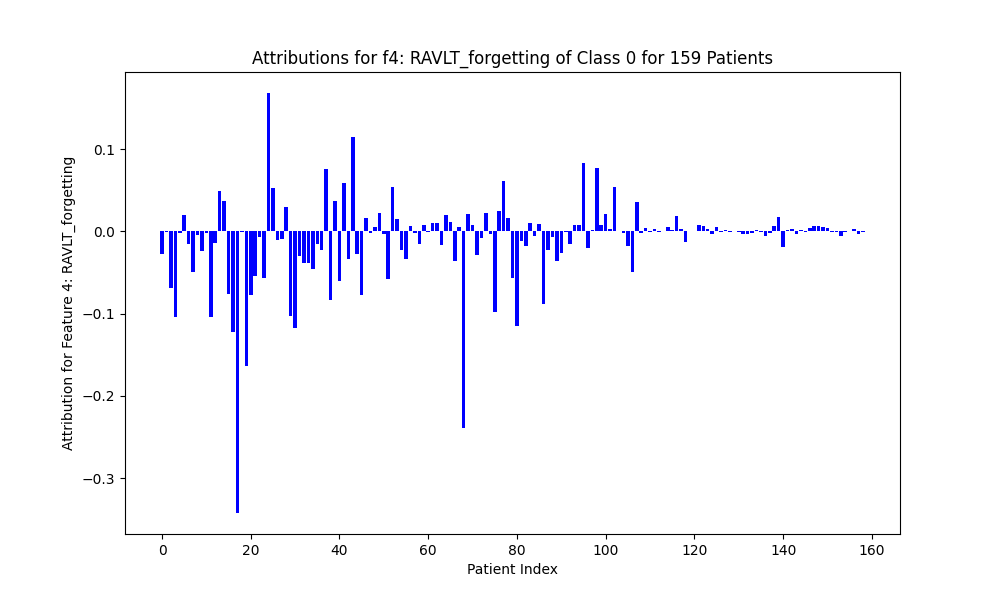 Attributions for f4: RAVLT_forgetting of Class 0 for 159 Patients
Attribution for Feature 4: RAVLT_forgetting
0.1
0.0
−0.1
−0.2
−0.3
0 20 40 60 80 100 120 140 160
Patient Index